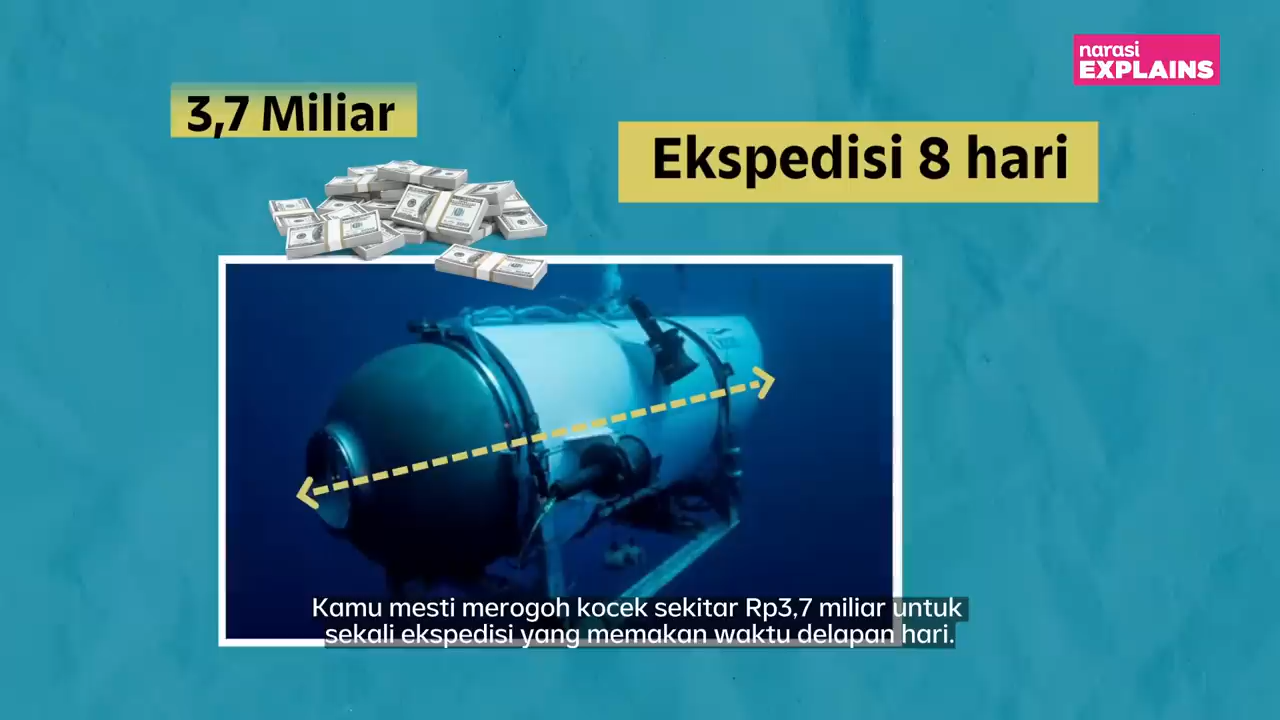 narasi
EXPLAINS
3,7 Miliar
Ekspedisi 8 hari
Kamu mesti merogoh kocek sekitar Rp3,7 miliar untuk
sekali ekspedisi yang memakan waktu delapan hari.